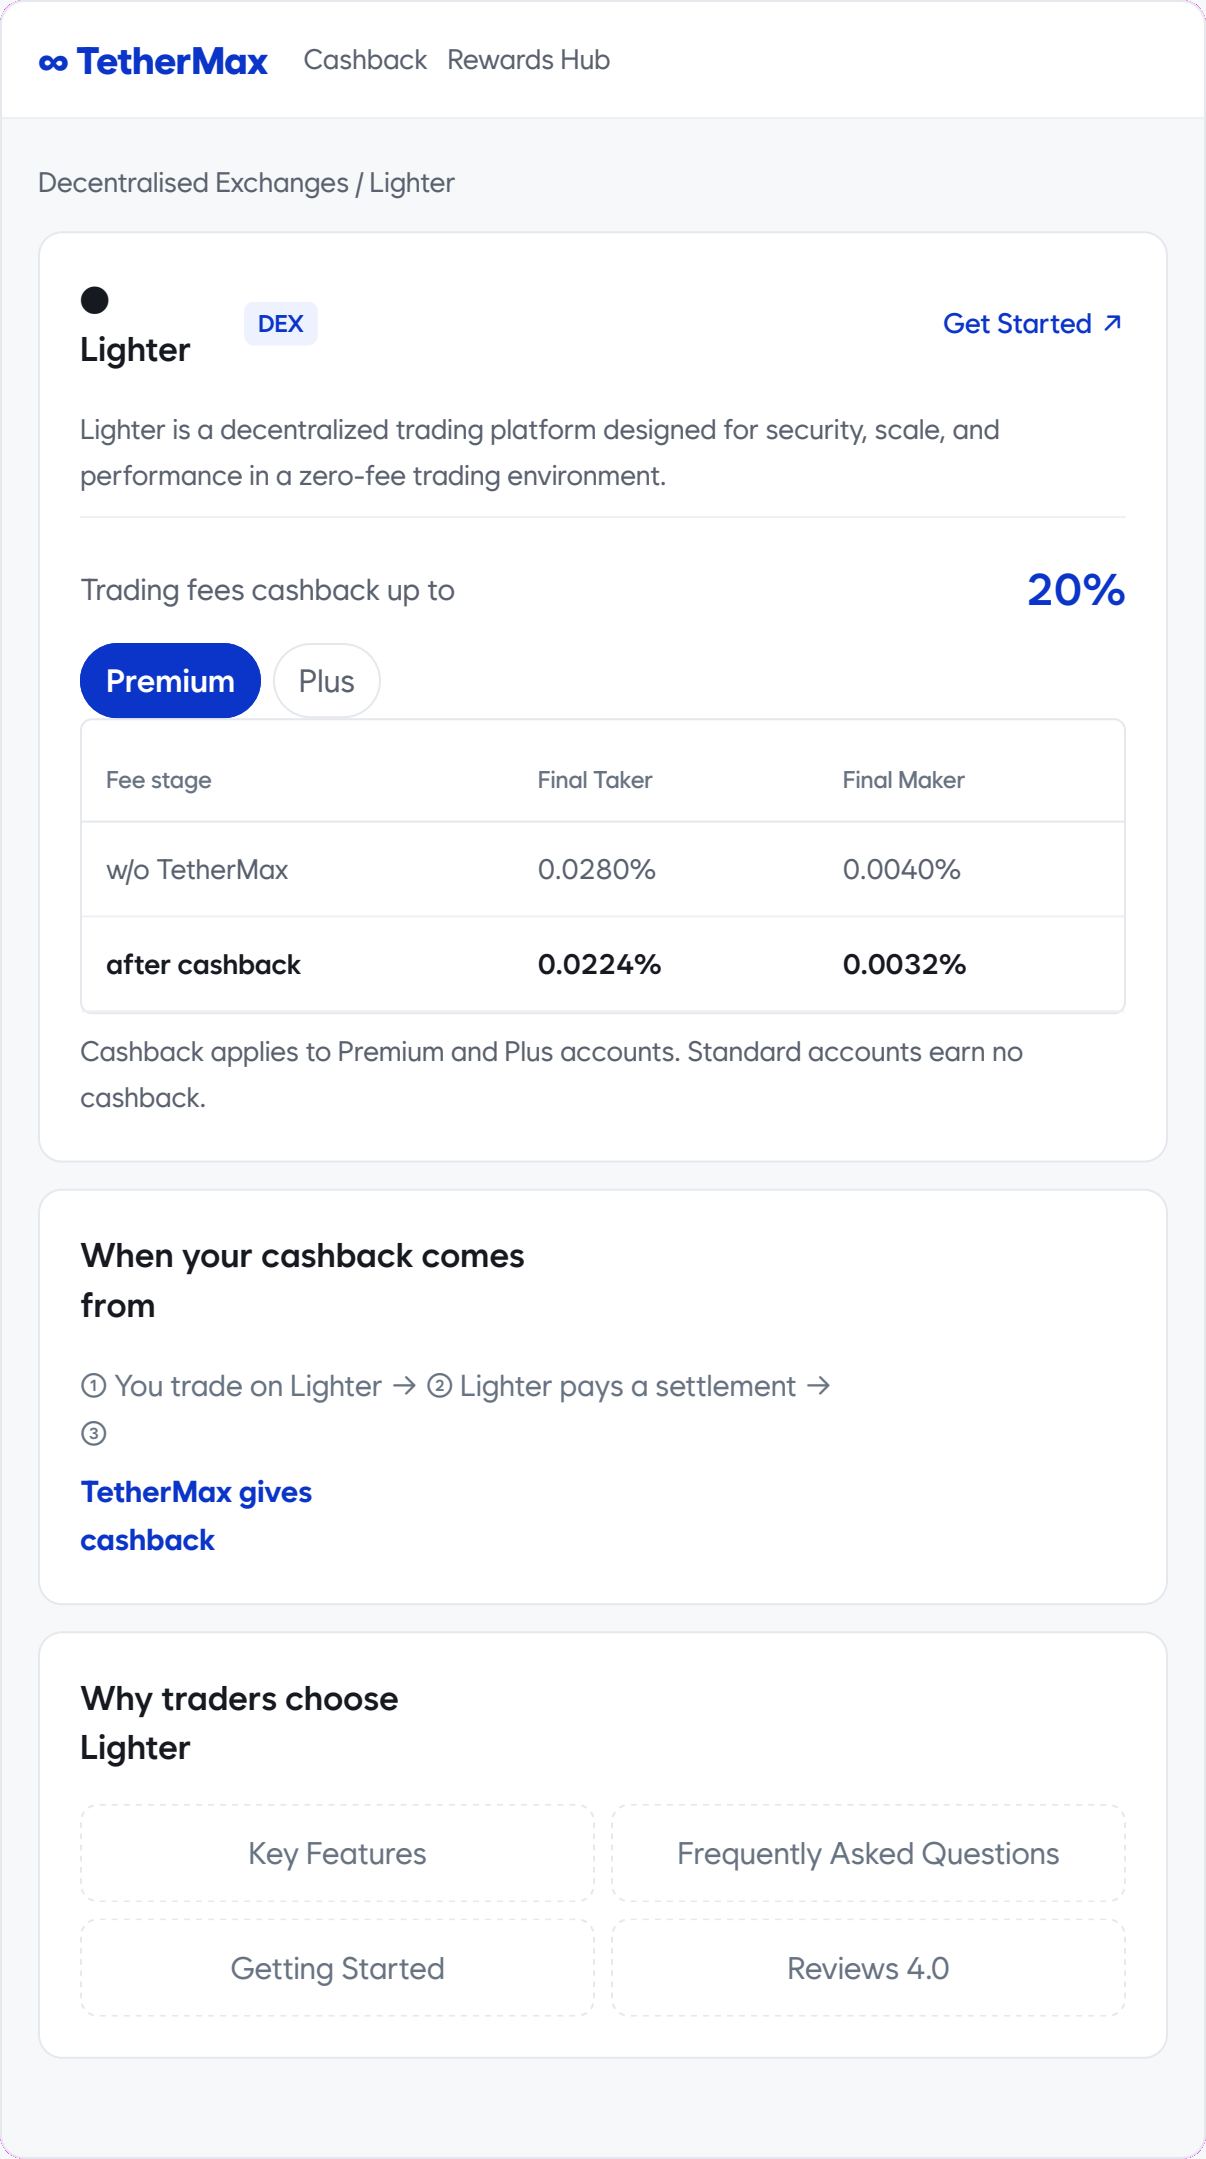 ∞ TetherMax Cashback Rewards Hub
Decentralised Exchanges / Lighter
Lighter
DEX
Get Started ↗
Lighter is a decentralized trading platform designed for security, scale, and
performance in a zero-fee trading environment.
Trading fees cashback up to 20%
Premium Plus
Fee stage Final Taker Final Maker
w/o TetherMax 0.0280% 0.0040%
after cashback 0.0224% 0.0032%
Cashback applies to Premium and Plus accounts. Standard accounts earn no
cashback.
When your cashback comes
from
① You trade on Lighter → ② Lighter pays a settlement →
③
TetherMax gives
cashback
Why traders choose
Lighter
Key Features Frequently Asked Questions
Getting Started Reviews 4.0